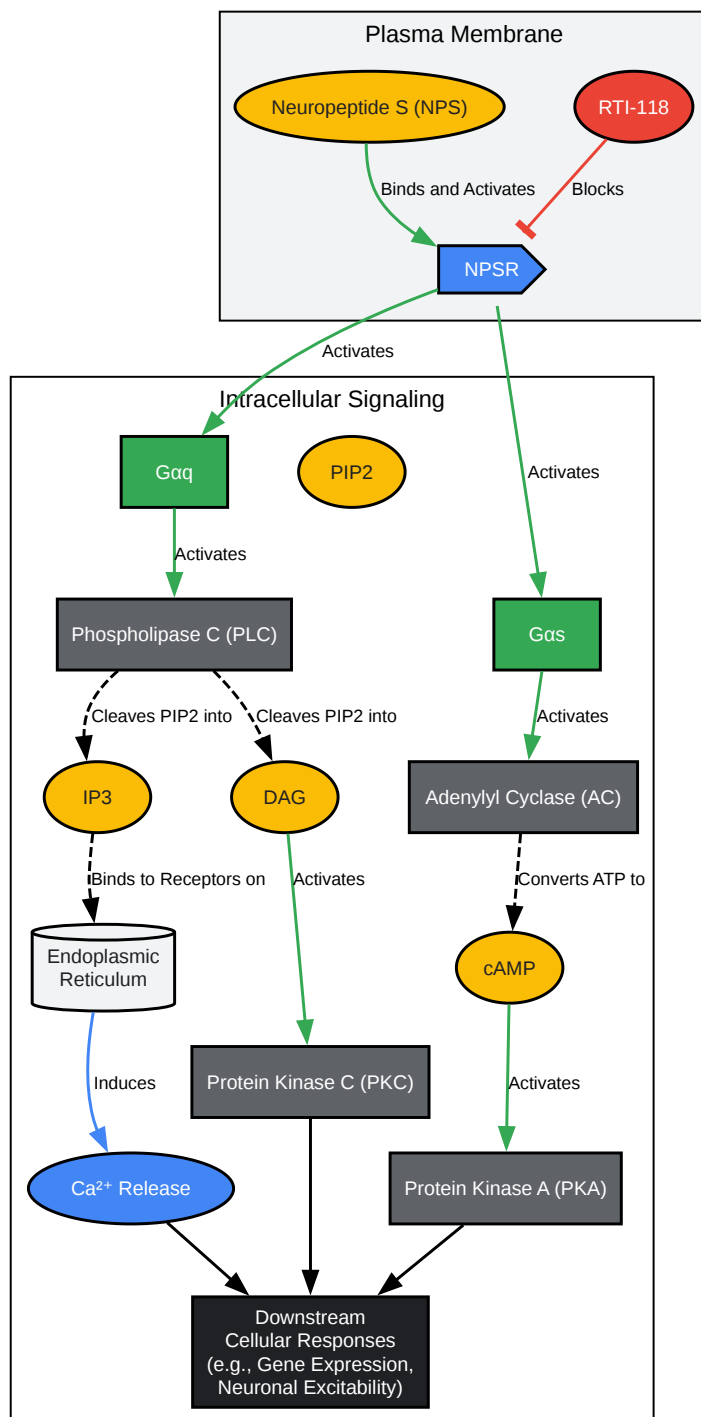 Plasma Membrane
Neuropeptide S (NPS)
RTI-118
Binds and Activates
Blocks
NPSR
Activates
Intracellular Signaling
Gαq
PIP2
Activates
Activates
Phospholipase C (PLC)
Gαs
Cleaves PIP2 into
Cleaves PIP2 into
Activates
IP3
DAG
Adenylyl Cyclase (AC)
Binds to Receptors on
Activates
Converts ATP to
Endoplasmic
Reticulum
cAMP
Induces
Protein Kinase C (PKC)
Activates
Ca²⁺ Release
Protein Kinase A (PKA)
Downstream
Cellular Responses
(e.g., Gene Expression,
Neuronal Excitability)